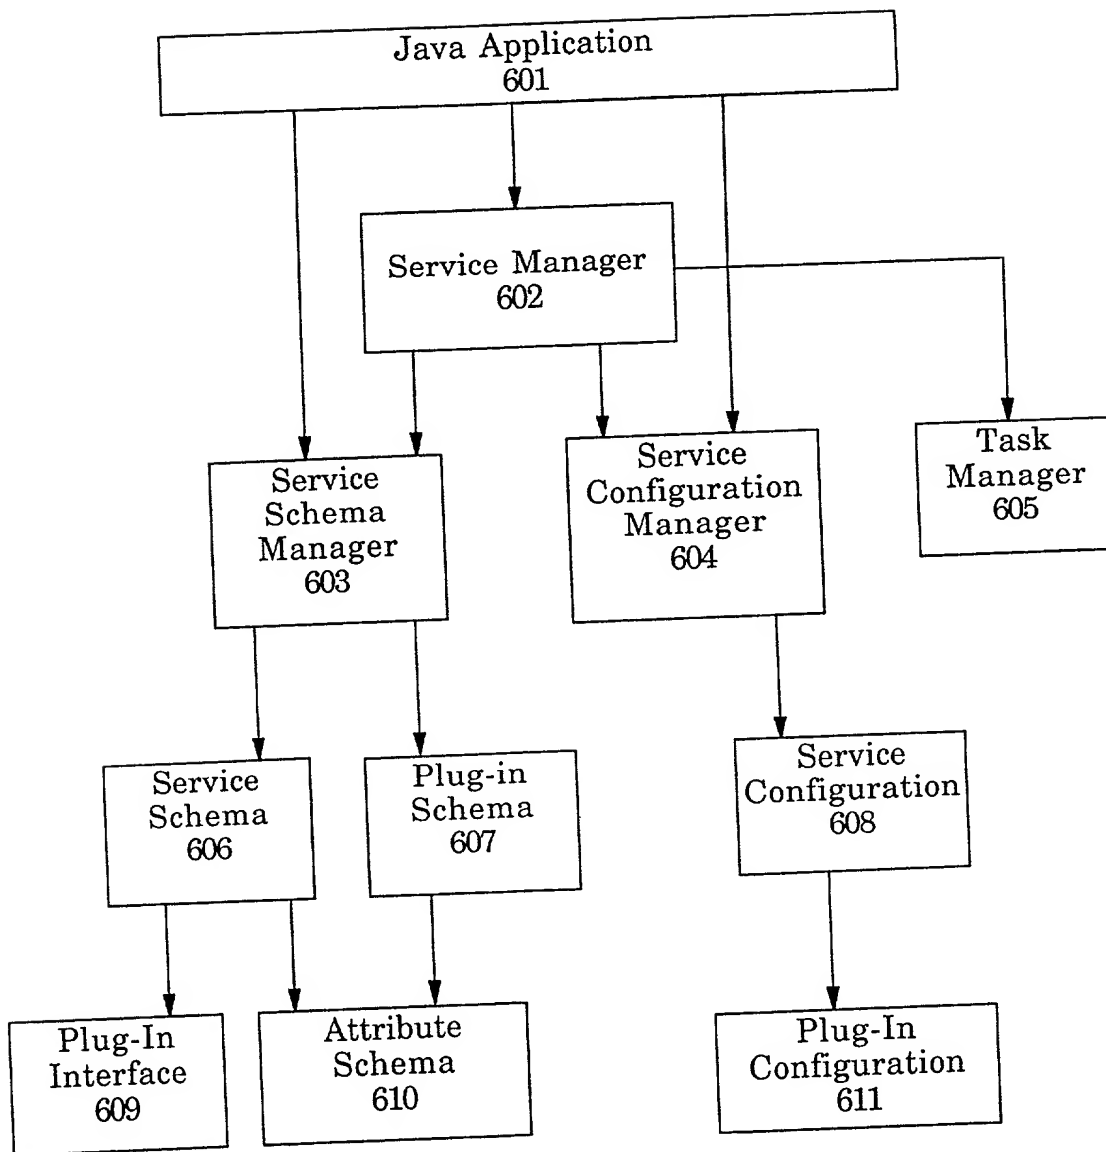 Java Application
601
Service Manager
602
Service
Schema
Manager
603
Service
Configuration
Manager
604
Task
Manager
605
Service
Schema
606
Plug-in
Schema
607
Service
Configuration
608
Plug-In
Interface
609
Attribute
Schema
610
Plug-In
Configuration
611